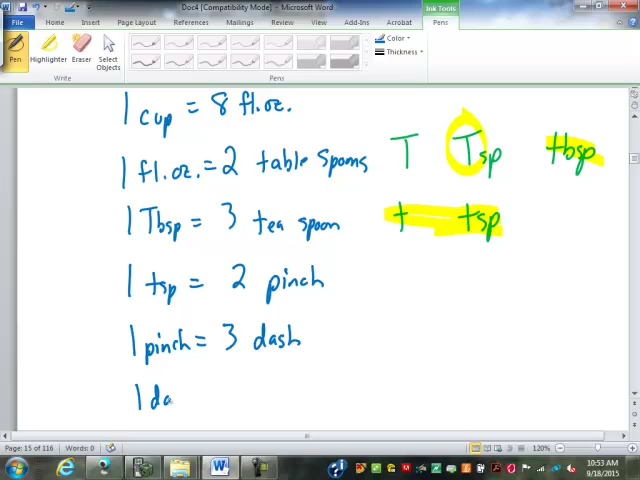 Doc4 [Compatibility Mode] - Microsoft Word
Ink Tools
File Home Insert Page Layout References Mailings Review View Add-Ins Acrobat Pens
Pen Highlighter Eraser Select Objects
Color
Thickness
Write Pens
1 cup = 8 fl.oz.
T Tsp tbsp
1 fl.oz. = 2 table spoons
t tsp
1 Tbsp = 3 tea spoon
1 tsp = 2 pinch
1 pinch = 3 dash
1 da
Page: 15 of 116 Words: 0 120%
10:53 AM
9/18/2015